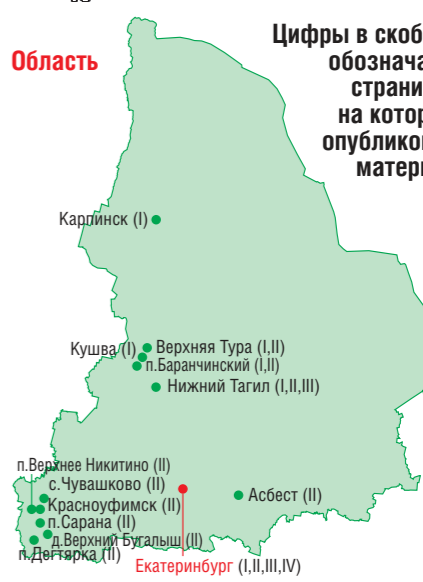 Область
Цифры в скоб
обознача
страни
на котор
опубликов
матери
Карпинск (I)
Кушва (I)
Верхняя Тура (I,II)
п.Баранчинский (I,II)
Нижний Тагил (I,II,III)
п.Верхнее Никитино (II)
с.Чувашково (II)
Красноуфимск (II)
Асбест (II)
п.Сарана (II)
д.Верхний Бугалыш (II)
п.Дегтярка (II)
Екатеринбург (I,II,III,IV)